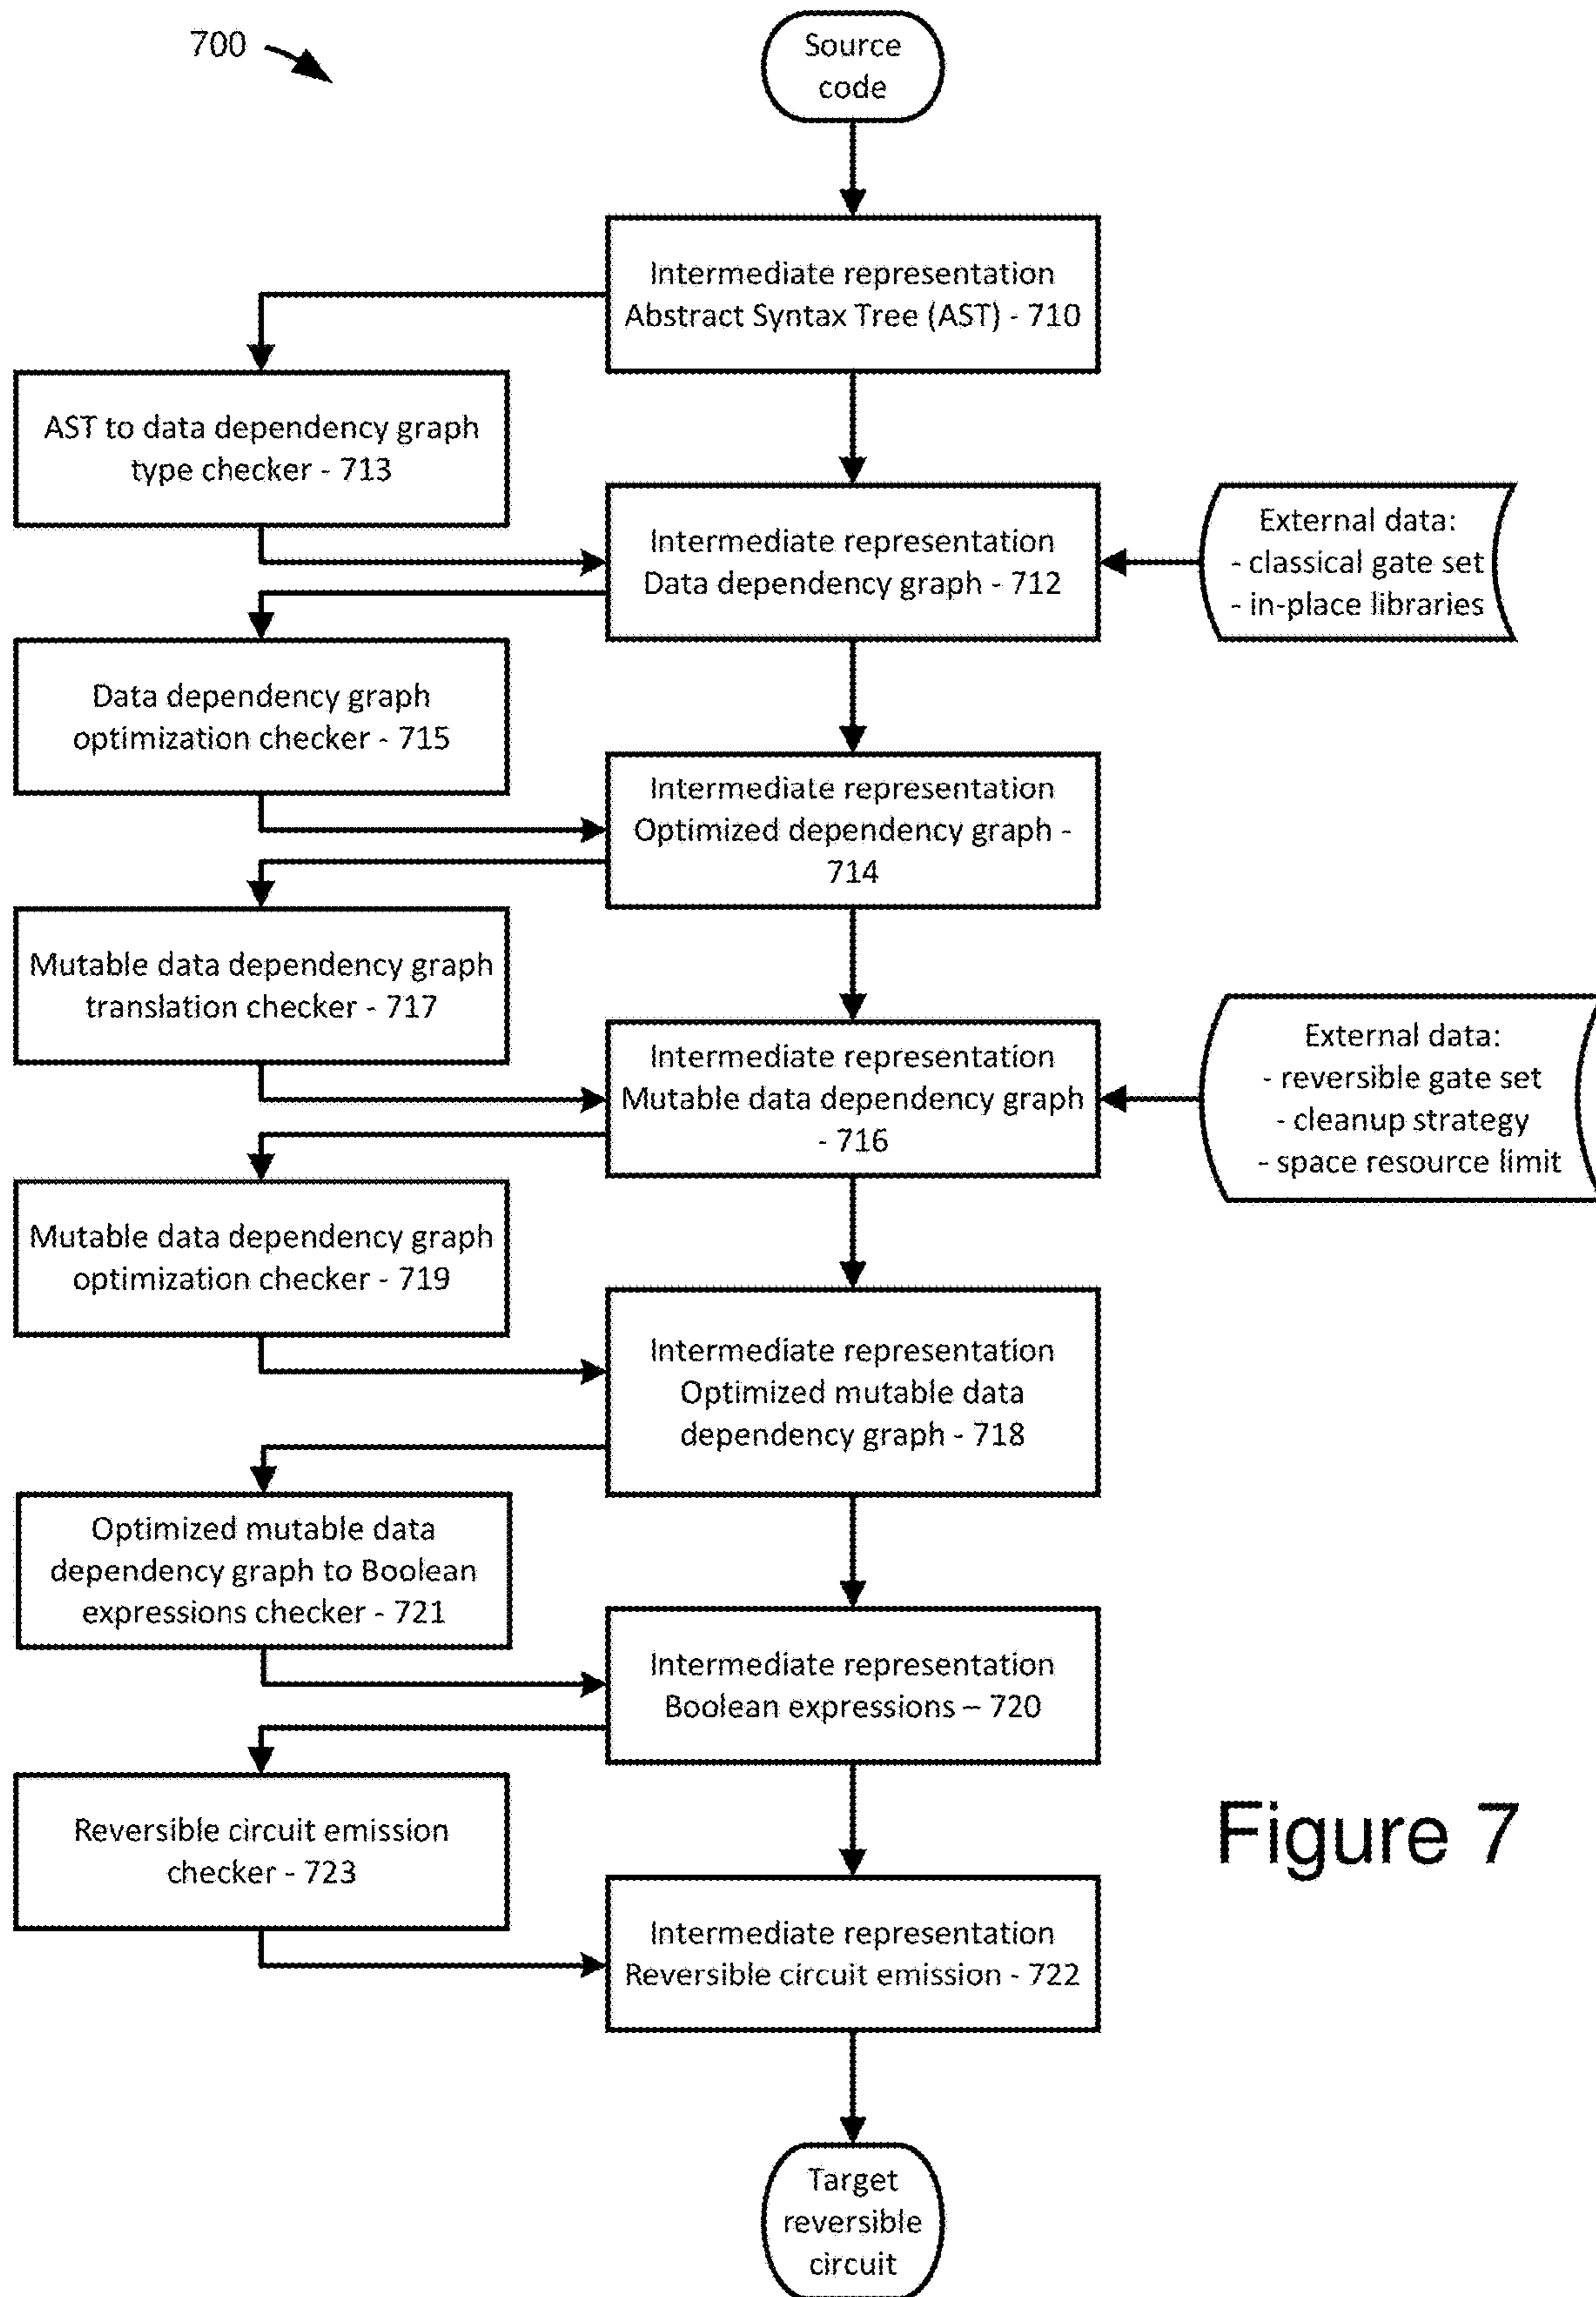 700
Source
code
Intermediate representation
Abstract Syntax Tree (AST) - 710
AST to data dependency graph
type checker - 713
Intermediate representation
Data dependency graph - 712
External data:
- classical gate set
- in-place libraries
Data dependency graph
optimization checker - 715
Intermediate representation
Optimized dependency graph -
714
Mutable data dependency graph
translation checker - 717
Intermediate representation
Mutable data dependency graph
- 716
External data:
- reversible gate set
- cleanup strategy
- space resource limit
Mutable data dependency graph
optimization checker - 719
Intermediate representation
Optimized mutable data
dependency graph - 718
Optimized mutable data
dependency graph to Boolean
expressions checker - 721
Intermediate representation
Boolean expressions – 720
Reversible circuit emission
checker - 723
Intermediate representation
Reversible circuit emission - 722
Target
reversible
circuit
Figure 7